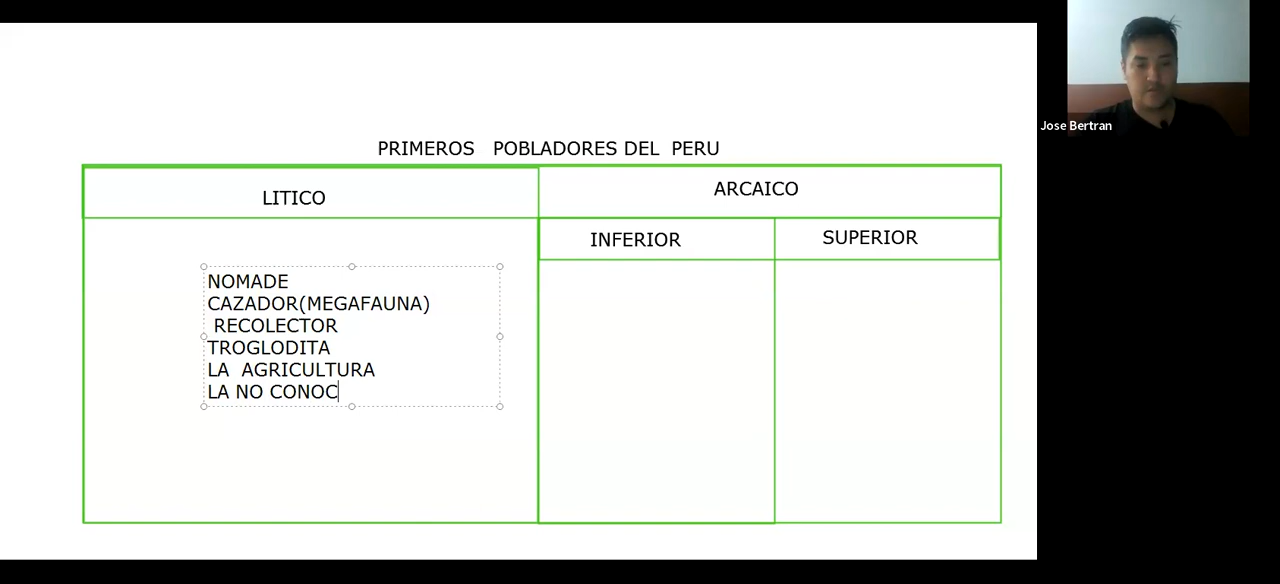 PRIMEROS POBLADORES DEL PERU
LITICO
ARCAICO
INFERIOR
SUPERIOR
NOMADE
CAZADOR(MEGAFAUNA)
RECOLECTOR
TROGLODITA
LA AGRICULTURA
LA NO CONOC
Jose Bertran